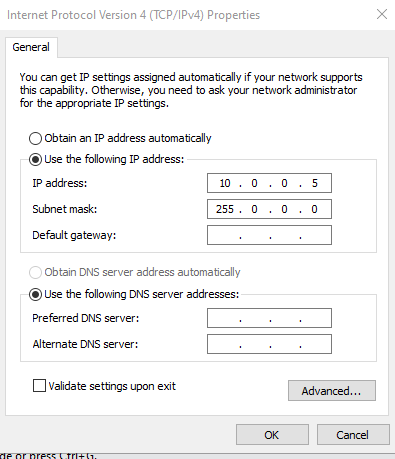 Internet Protocol Version 4 (TCP/IPv4) Properties
General
You can get IP settings assigned automatically if your network supports
this capability. Otherwise, you need to ask your network administrator
for the appropriate IP settings.
Obtain an IP address automatically
Use the following IP address:
IP address: 10 . 0 . 0 . 5
Subnet mask: 255 . 0 . 0 . 0
Default gateway: . . .
Obtain DNS server address automatically
Use the following DNS server addresses:
Preferred DNS server: . . .
Alternate DNS server: . . .
Validate settings upon exit
Advanced...
OK Cancel
de or press Ctrl+G.